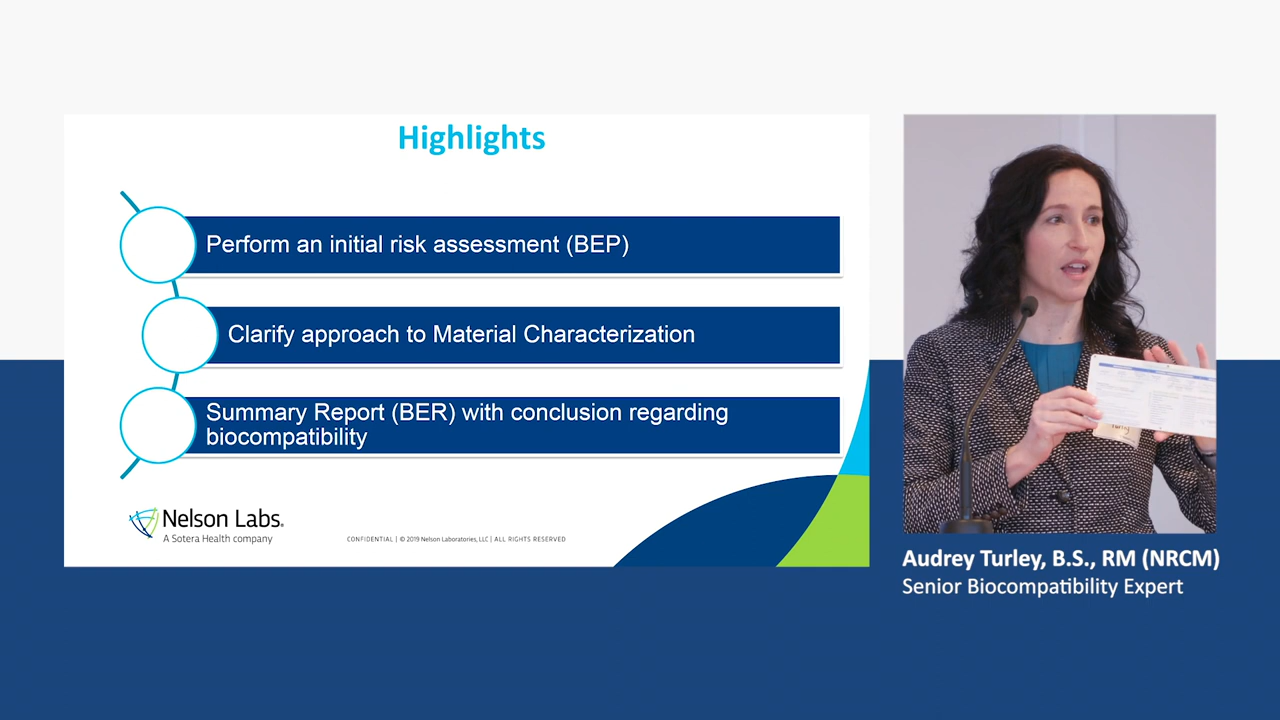 Highlights
Perform an initial risk assessment (BEP)
Clarify approach to Material Characterization
Summary Report (BER) with conclusion regarding
biocompatibility
Nelson Labs.
A Sotera Health company
CONFIDENTIAL | © 2019 Nelson Laboratories, LLC | ALL RIGHTS RESERVED
Turley
Audrey Turley, B.S., RM (NRCM)
Senior Biocompatibility Expert